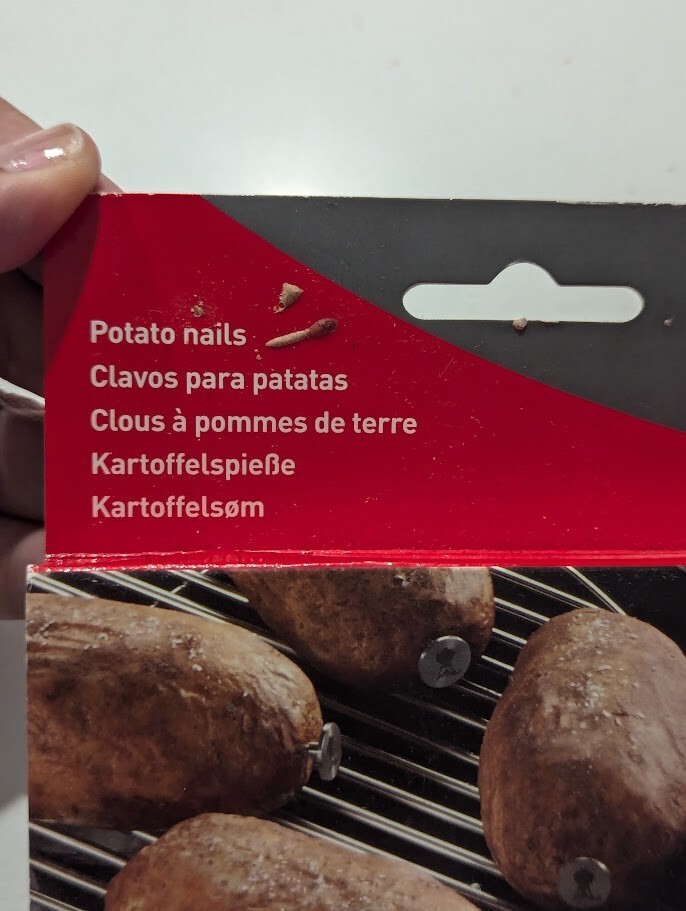 Potato nails
Clavos para patatas
Clous à pommes de terre
Kartoffelspieße
Kartoffelsøm